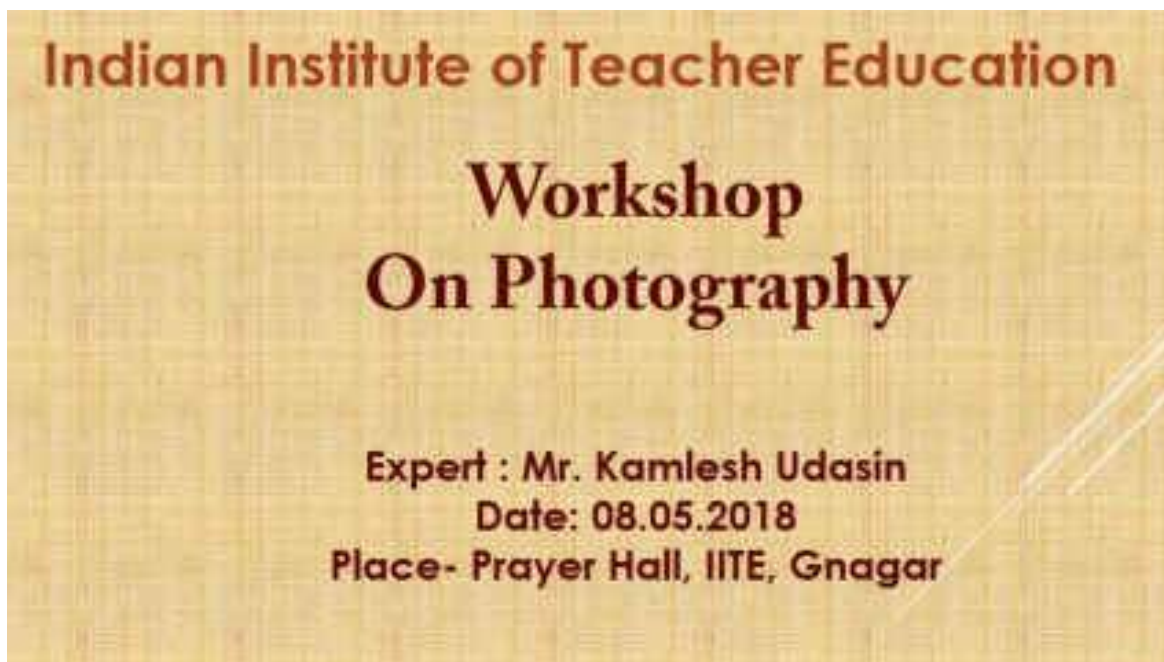 Indian Institute of Teacher Education
Workshop
On Photography
Expert : Mr. Kamlesh Udasin
Date: 08.05.2018
Place- Prayer Hall, IITE, Gnagar